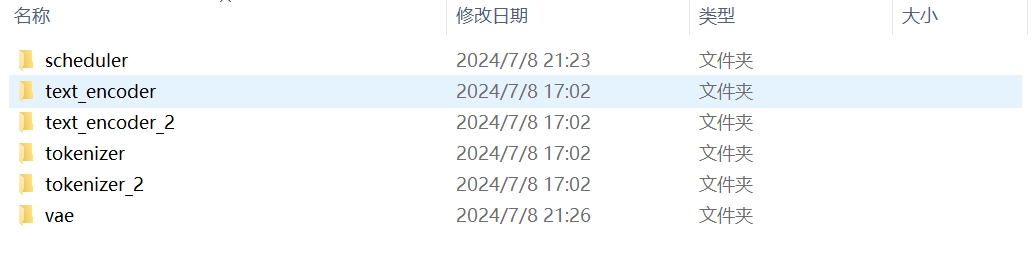 名称 修改日期 类型 大小
scheduler 2024/7/8 21:23 文件夹
text_encoder 2024/7/8 17:02 文件夹
text_encoder_2 2024/7/8 17:02 文件夹
tokenizer 2024/7/8 17:02 文件夹
tokenizer_2 2024/7/8 17:02 文件夹
vae 2024/7/8 21:26 文件夹